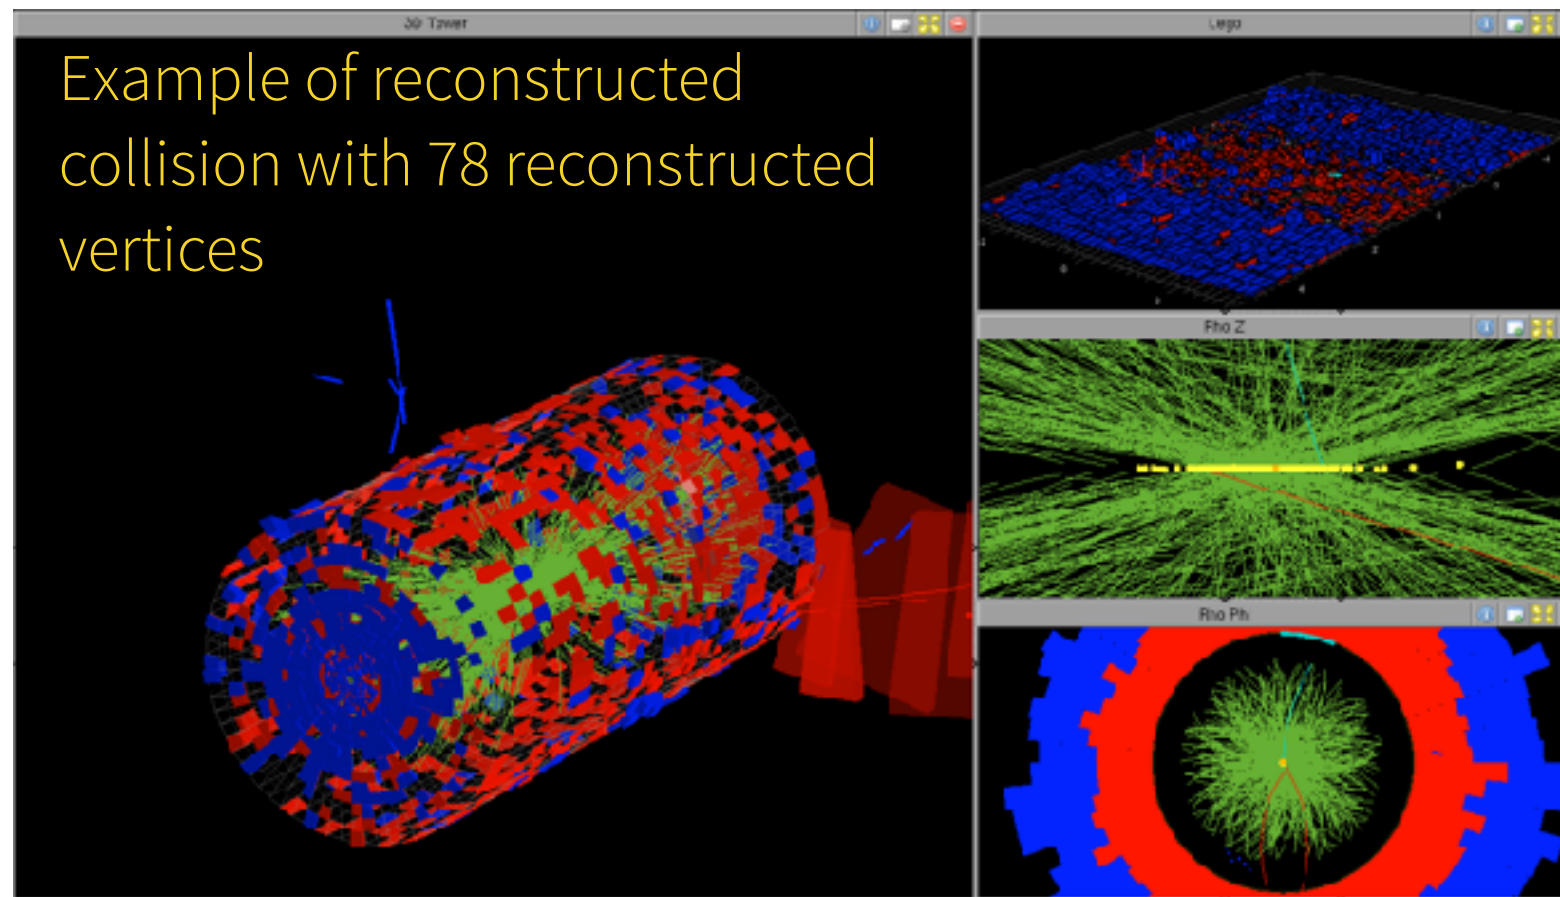 3D Tower
Example of reconstructed
collision with 78 reconstructed
vertices
Lego
Rho Z
Rho Phi